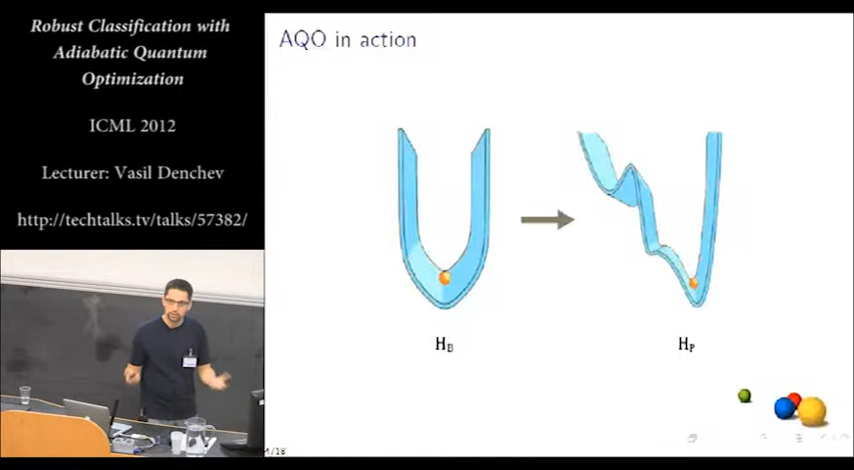 Robust Classification with
Adiabatic Quantum
Optimization
ICML 2012
Lecturer: Vasil Denchev
http://techtalks.tv/talks/57382/
AQO in action
H_B
H_P
/18